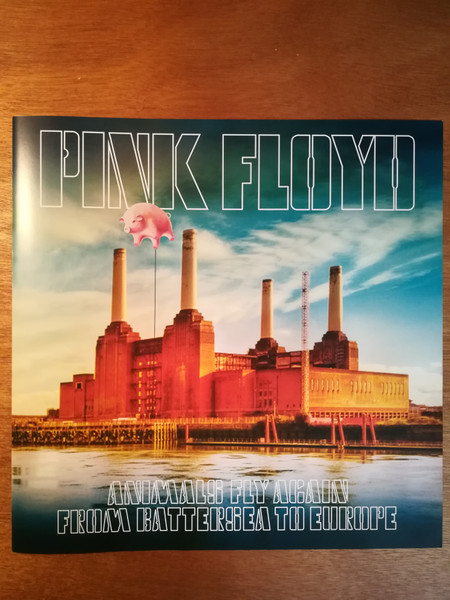 PINK FLOYD
ANIMALS FLY AGAIN
FROM BATTERSEA TO EUROPE